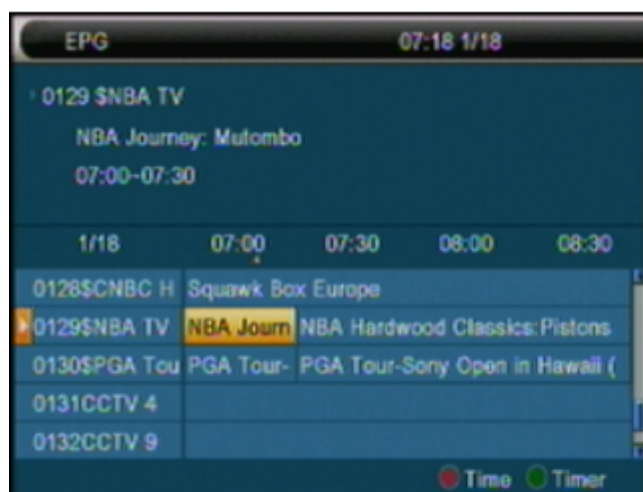 EPG 07:18 1/18
0129 $NBA TV
NBA Journey: Mutombo
07:00-07:30
1/18 07:00 07:30 08:00 08:30
0128$CNBC H Squawk Box Europe
0129$NBA TV NBA Journ NBA Hardwood Classics:Pistons
0130$PGA Tou PGA Tour- PGA Tour-Sony Open in Hawaii (
0131CCTV 4
0132CCTV 9
Time Timer